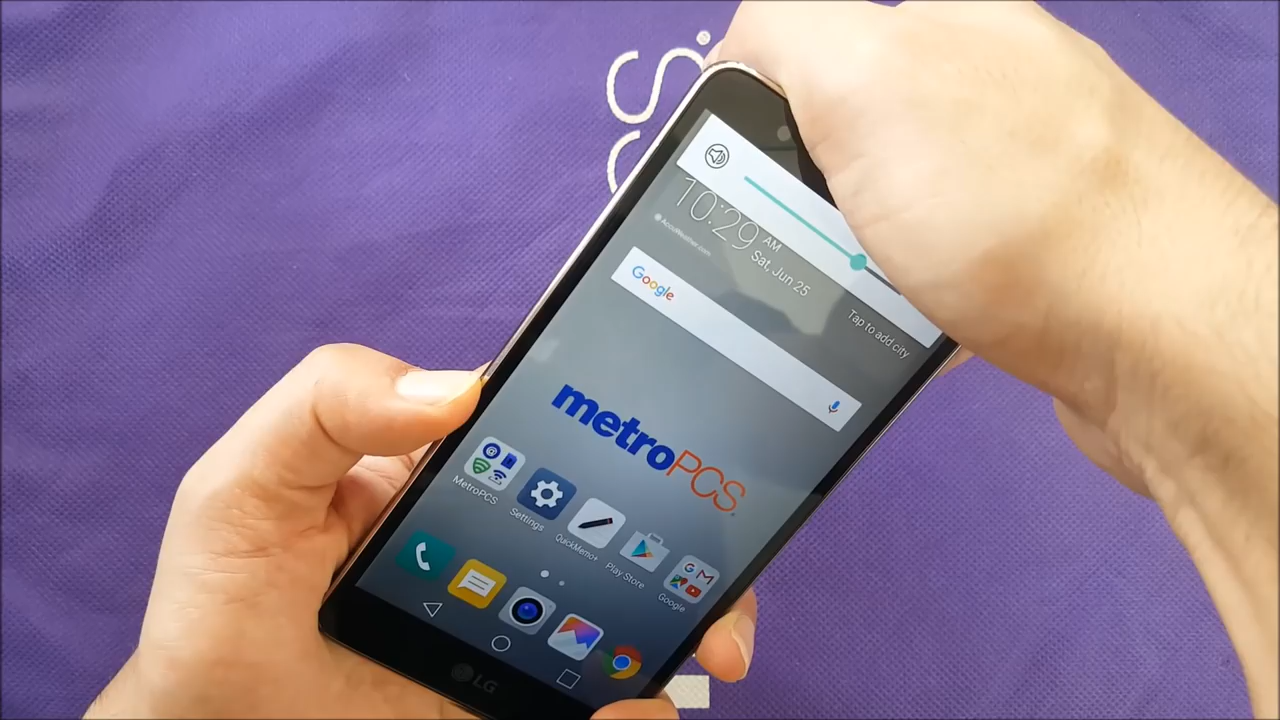 10:29 AM
AccuWeather.com
Sat, Jun 25
Tap to add city
Google
metroPCS
MetroPCS
Settings
QuickMemo+
Play Store
Google
LG